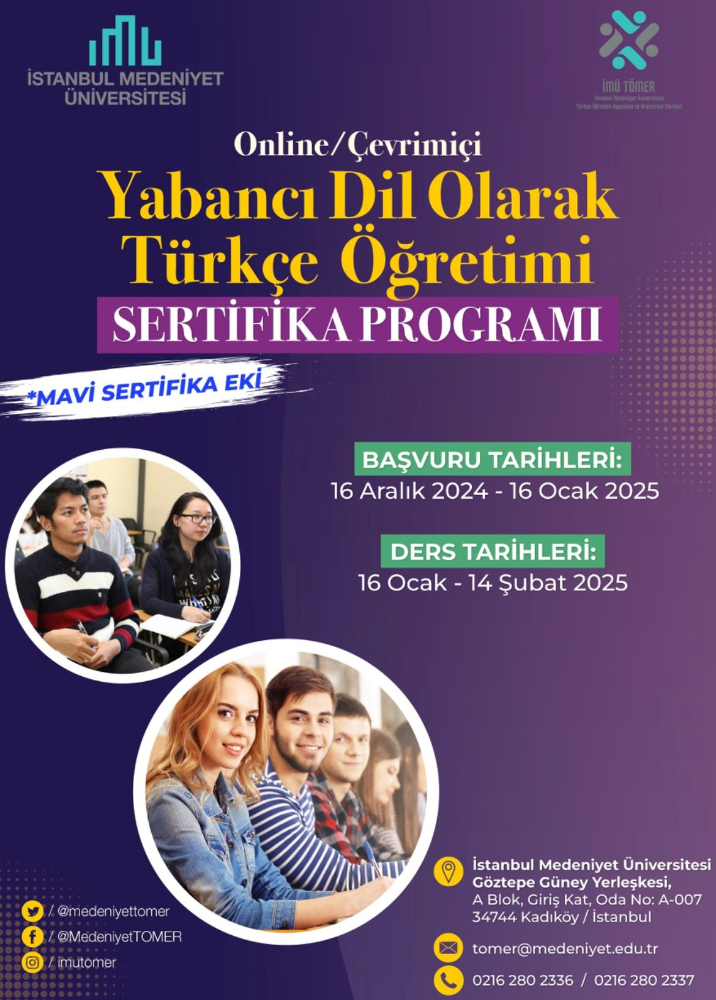 İSTANBUL MEDENİYET
ÜNİVERSİTESİ
İMÜ TÖMER
İstanbul Medeniyet Üniversitesi
Türkçe Öğretimi Uygulama ve Araştırma Merkezi
Online/Çevrimiçi
Yabancı Dil Olarak
Türkçe Öğretimi
SERTİFİKA PROGRAMI
*MAVİ SERTİFİKA EKİ
BAŞVURU TARİHLERİ:
16 Aralık 2024 - 16 Ocak 2025
DERS TARİHLERİ:
16 Ocak - 14 Şubat 2025
İstanbul Medeniyet Üniversitesi
Göztepe Güney Yerleşkesi,
A Blok, Giriş Kat, Oda No: A-007
34744 Kadıköy / İstanbul
tomer@medeniyet.edu.tr
0216 280 2336 / 0216 280 2337
/ @medeniyettomer
/ @MedeniyetTOMER
/ imutomer